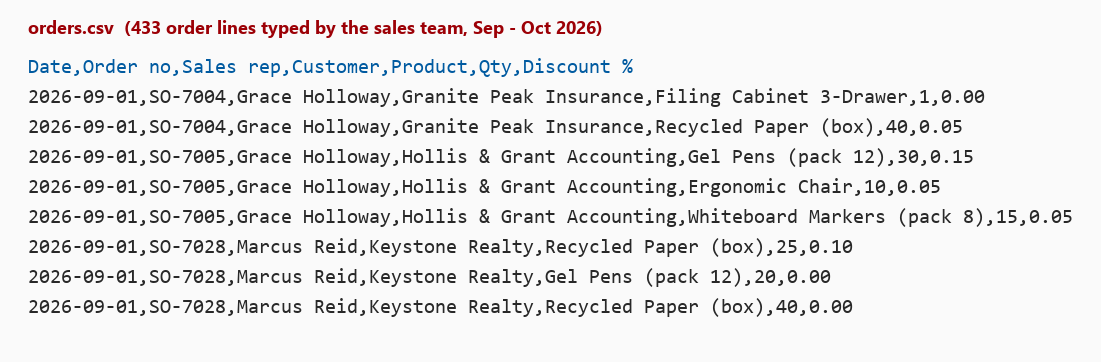 orders.csv  (433 order lines typed by the sales team, Sep - Oct 2026)
Date,Order no,Sales rep,Customer,Product,Qty,Discount %
2026-09-01,SO-7004,Grace Holloway,Granite Peak Insurance,Filing Cabinet 3-Drawer,1,0.00
2026-09-01,SO-7004,Grace Holloway,Granite Peak Insurance,Recycled Paper (box),40,0.05
2026-09-01,SO-7005,Grace Holloway,Hollis & Grant Accounting,Gel Pens (pack 12),30,0.15
2026-09-01,SO-7005,Grace Holloway,Hollis & Grant Accounting,Ergonomic Chair,10,0.05
2026-09-01,SO-7005,Grace Holloway,Hollis & Grant Accounting,Whiteboard Markers (pack 8),15,0.05
2026-09-01,SO-7028,Marcus Reid,Keystone Realty,Recycled Paper (box),25,0.10
2026-09-01,SO-7028,Marcus Reid,Keystone Realty,Gel Pens (pack 12),20,0.00
2026-09-01,SO-7028,Marcus Reid,Keystone Realty,Recycled Paper (box),40,0.00